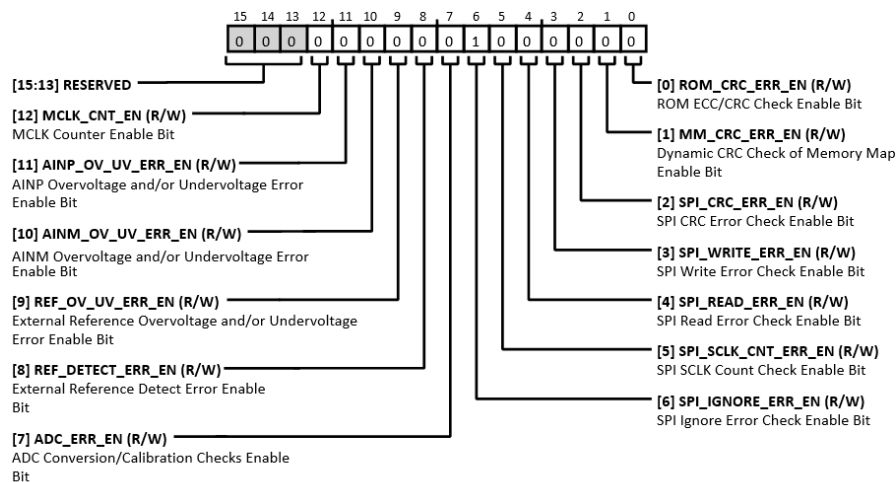 15 14 13 12 11 10 9 8 7 6 5 4 3 2 1 0
0 0 0 0 0 0 0 0 0 1 0 0 0 0 0 0
[15:13] RESERVED
[12] MCLK_CNT_EN (R/W)
MCLK Counter Enable Bit
[11] AINP_OV_UV_ERR_EN (R/W)
AINP Overvoltage and/or Undervoltage Error
Enable Bit
[10] AINM_OV_UV_ERR_EN (R/W)
AINM Overvoltage and/or Undervoltage Error
Enable Bit
[9] REF_OV_UV_ERR_EN (R/W)
External Reference Overvoltage and/or Undervoltage
Error Enable Bit
[8] REF_DETECT_ERR_EN (R/W)
External Reference Detect Error Enable
Bit
[7] ADC_ERR_EN (R/W)
ADC Conversion/Calibration Checks Enable
Bit
[0] ROM_CRC_ERR_EN (R/W)
ROM ECC/CRC Check Enable Bit
[1] MM_CRC_ERR_EN (R/W)
Dynamic CRC Check of Memory Map
Enable Bit
[2] SPI_CRC_ERR_EN (R/W)
SPI CRC Error Check Enable Bit
[3] SPI_WRITE_ERR_EN (R/W)
SPI Write Error Check Enable Bit
[4] SPI_READ_ERR_EN (R/W)
SPI Read Error Check Enable Bit
[5] SPI_SCLK_CNT_ERR_EN (R/W)
SPI SCLK Count Check Enable Bit
[6] SPI_IGNORE_ERR_EN (R/W)
SPI Ignore Error Check Enable Bit